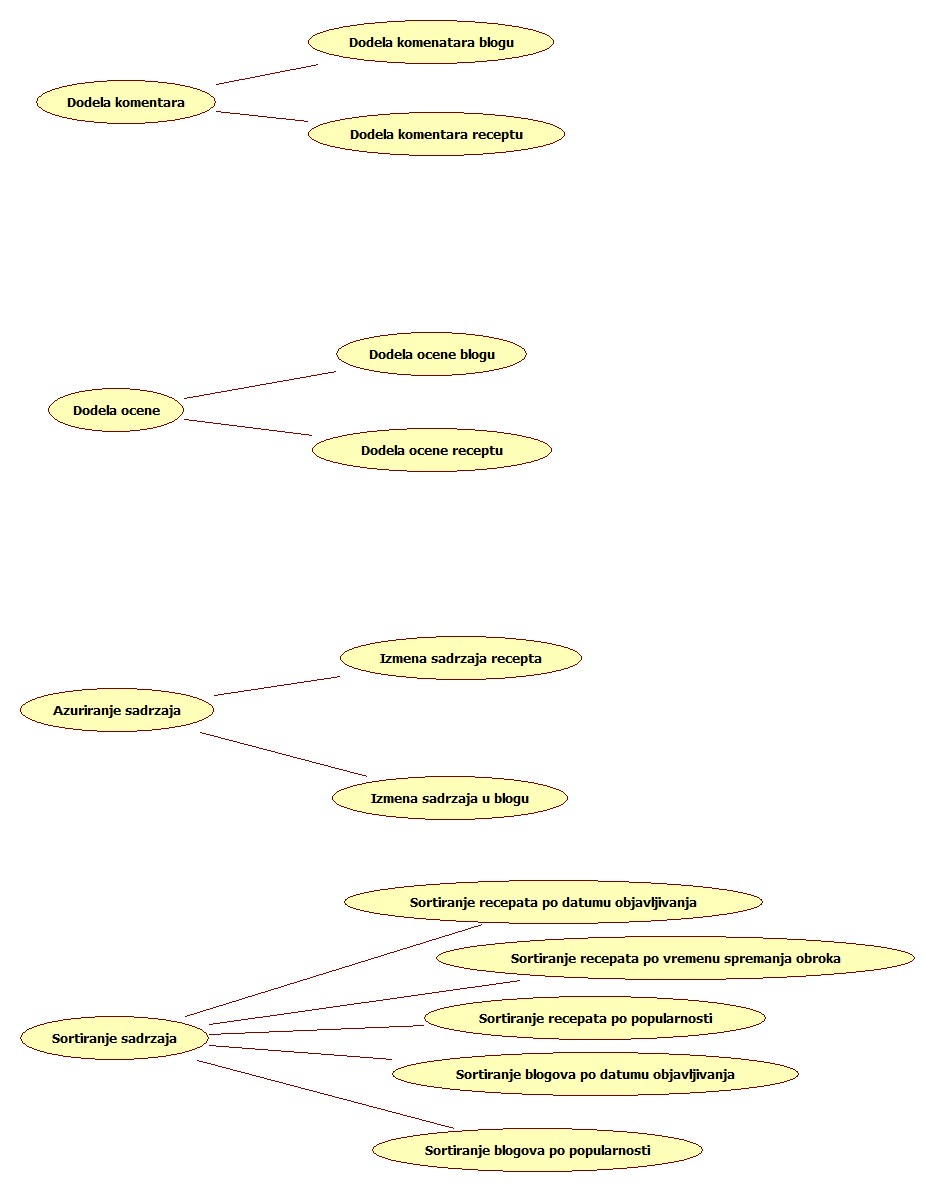 Dodela komenatara blogu
Dodela komentara
Dodela komentara receptu
Dodela ocene blogu
Dodela ocene
Dodela ocene receptu
Izmena sadrzaja recepta
Azuriranje sadrzaja
Izmena sadrzaja u blogu
Sortiranje recepata po datumu objavljivanja
Sortiranje recepata po vremenu spremanja obroka
Sortiranje recepata po popularnosti
Sortiranje sadrzaja
Sortiranje blogova po datumu objavljivanja
Sortiranje blogova po popularnosti